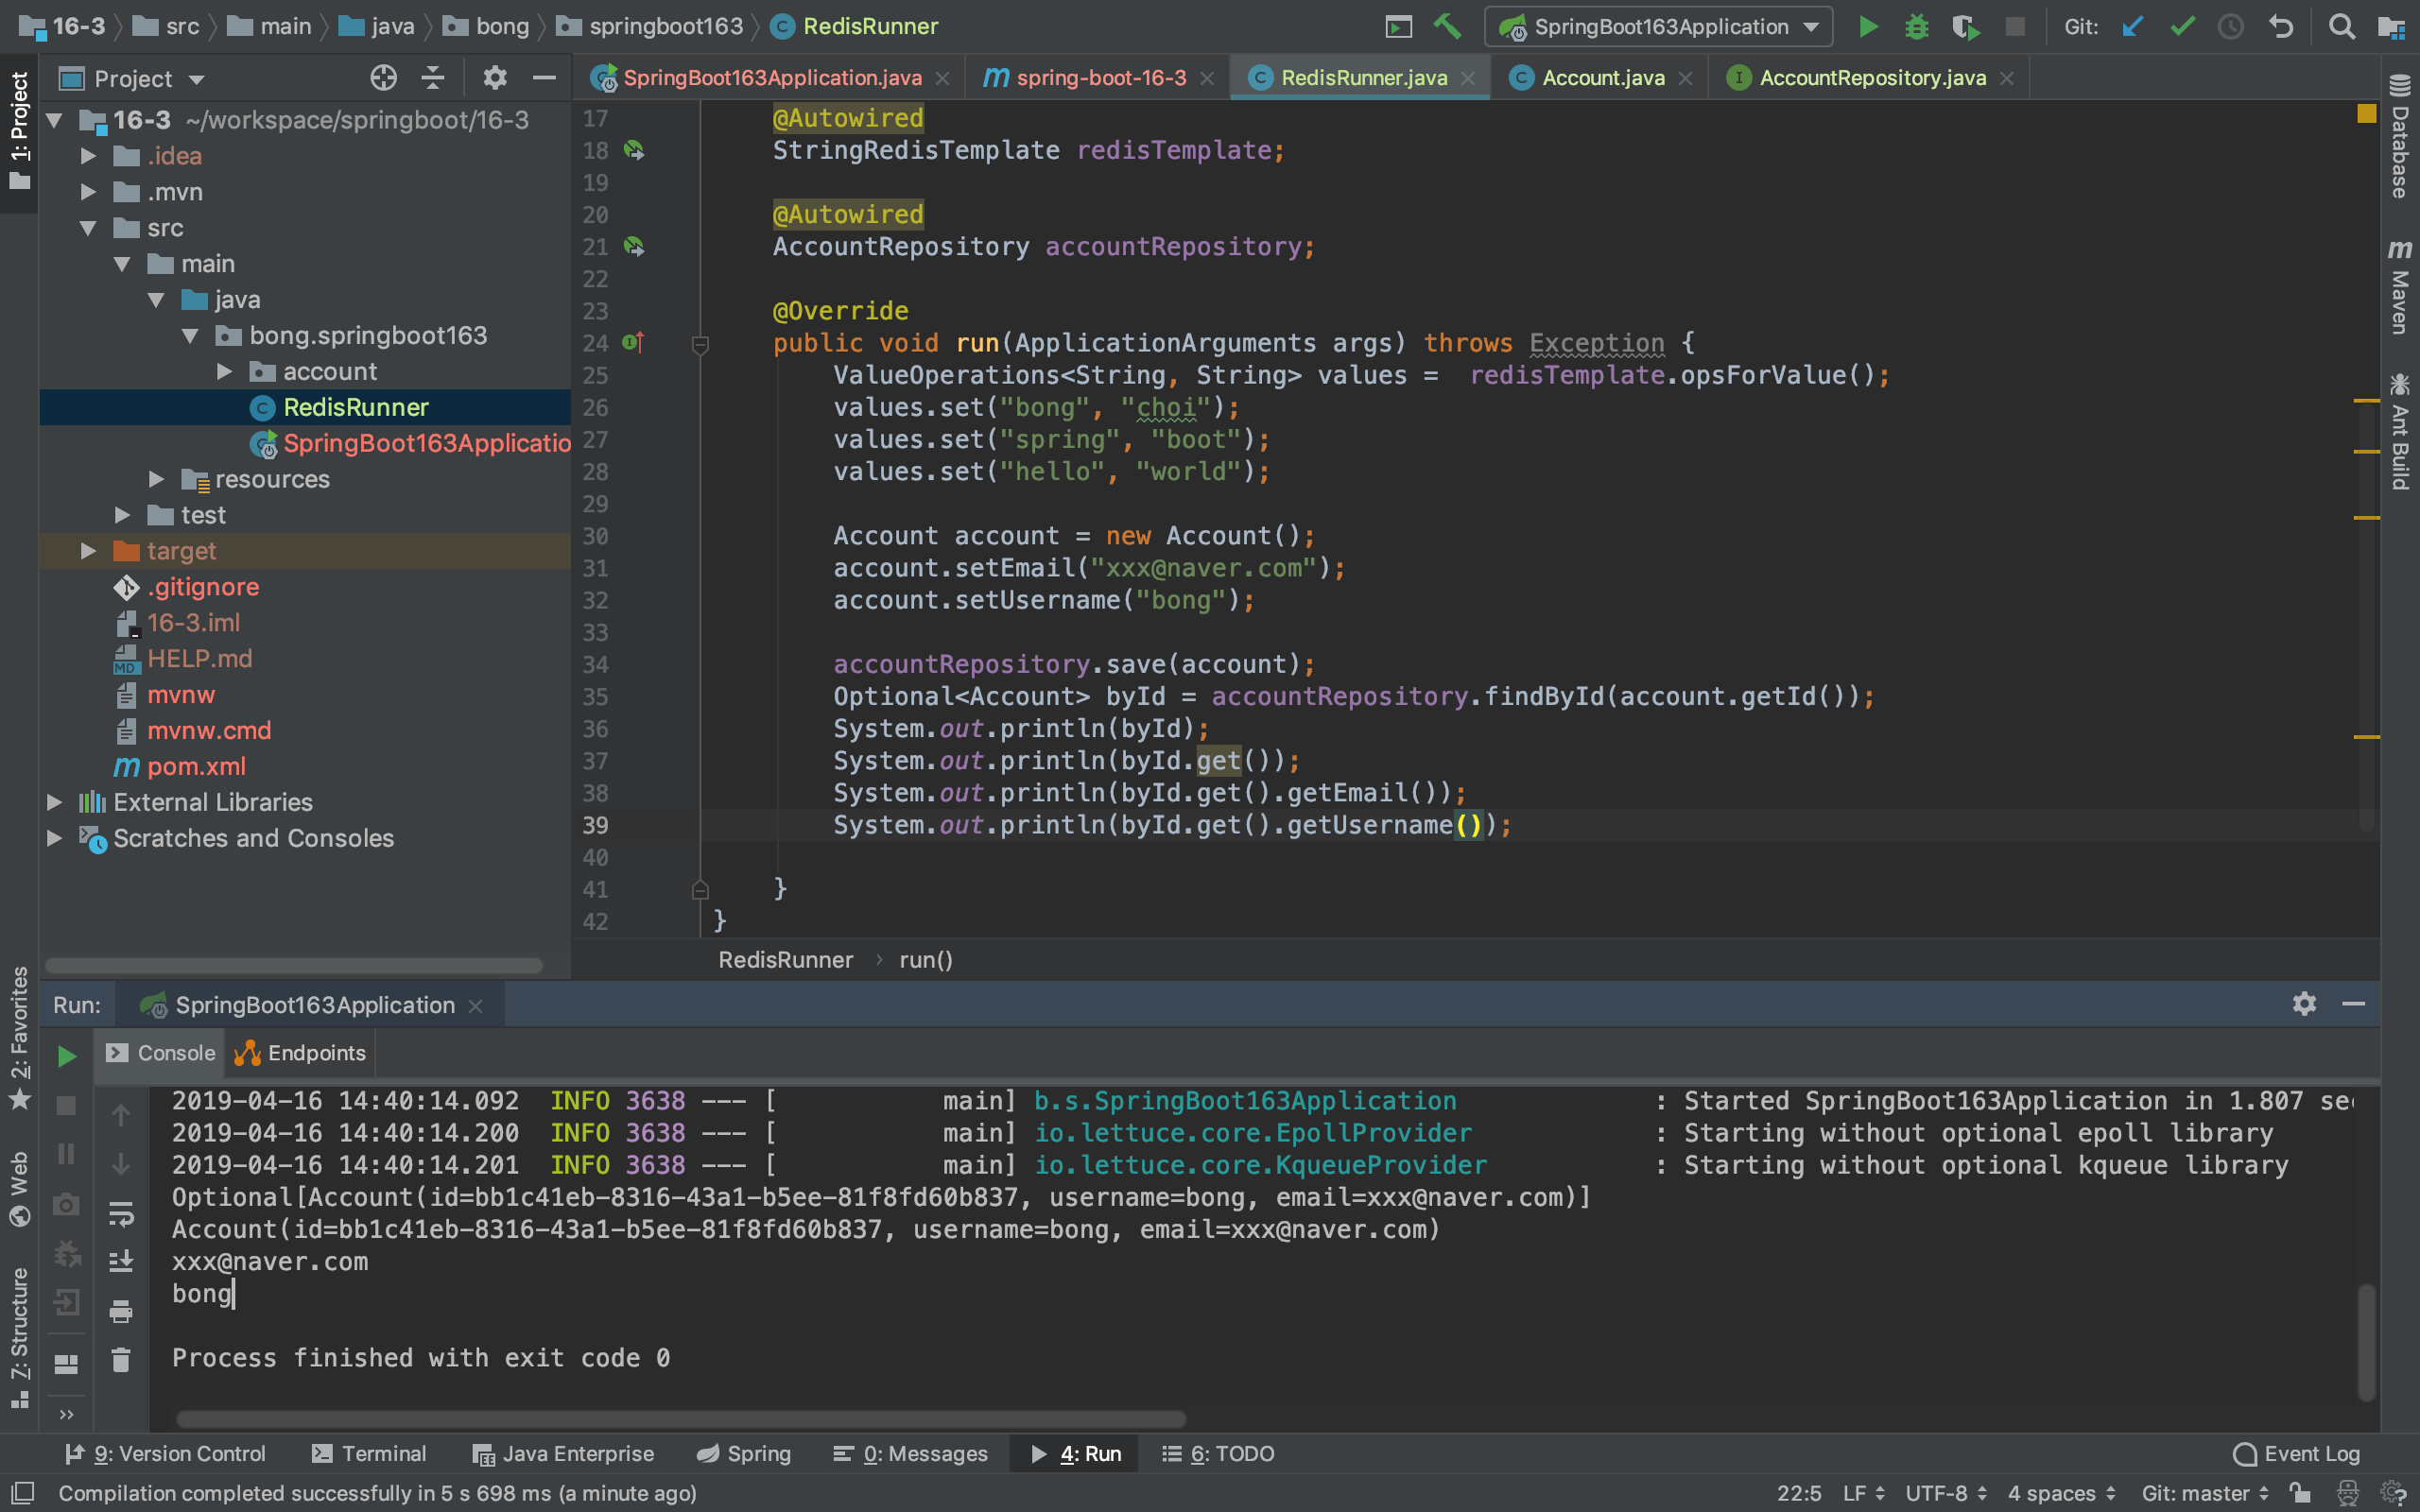 16-3 src main java bong springboot163 RedisRunner SpringBoot163Application Git:
1: Project
Project
16-3 ~/workspace/springboot/16-3
.idea
.mvn
src
main
java
bong.springboot163
account
RedisRunner
SpringBoot163Applicatio
resources
test
target
.gitignore
16-3.iml
HELP.md
mvnw
mvnw.cmd
pom.xml
External Libraries
Scratches and Consoles
SpringBoot163Application.java spring-boot-16-3 RedisRunner.java Account.java AccountRepository.java
17 @Autowired
18 StringRedisTemplate redisTemplate;
19
20 @Autowired
21 AccountRepository accountRepository;
22
23 @Override
24 public void run(ApplicationArguments args) throws Exception {
25 ValueOperations<String, String> values =  redisTemplate.opsForValue();
26 values.set("bong", "choi");
27 values.set("spring", "boot");
28 values.set("hello", "world");
29
30 Account account = new Account();
31 account.setEmail("xxx@naver.com");
32 account.setUsername("bong");
33
34 accountRepository.save(account);
35 Optional<Account> byId = accountRepository.findById(account.getId());
36 System.out.println(byId);
37 System.out.println(byId.get());
38 System.out.println(byId.get().getEmail());
39 System.out.println(byId.get().getUsername());
40
41 }
42 }
RedisRunner run()
Database
Maven
Ant Build
2: Favorites
Web
7: Structure
Run: SpringBoot163Application
Console Endpoints
2019-04-16 14:40:14.092  INFO 3638 --- [           main] b.s.SpringBoot163Application             : Started SpringBoot163Application in 1.807 se
2019-04-16 14:40:14.200  INFO 3638 --- [           main] io.lettuce.core.EpollProvider            : Starting without optional epoll library
2019-04-16 14:40:14.201  INFO 3638 --- [           main] io.lettuce.core.KqueueProvider           : Starting without optional kqueue library
Optional[Account(id=bb1c41eb-8316-43a1-b5ee-81f8fd60b837, username=bong, email=xxx@naver.com)]
Account(id=bb1c41eb-8316-43a1-b5ee-81f8fd60b837, username=bong, email=xxx@naver.com)
xxx@naver.com
bong
Process finished with exit code 0
9: Version Control Terminal Java Enterprise Spring 0: Messages 4: Run 6: TODO Event Log
Compilation completed successfully in 5 s 698 ms (a minute ago) 22:5 LF UTF-8 4 spaces Git: master